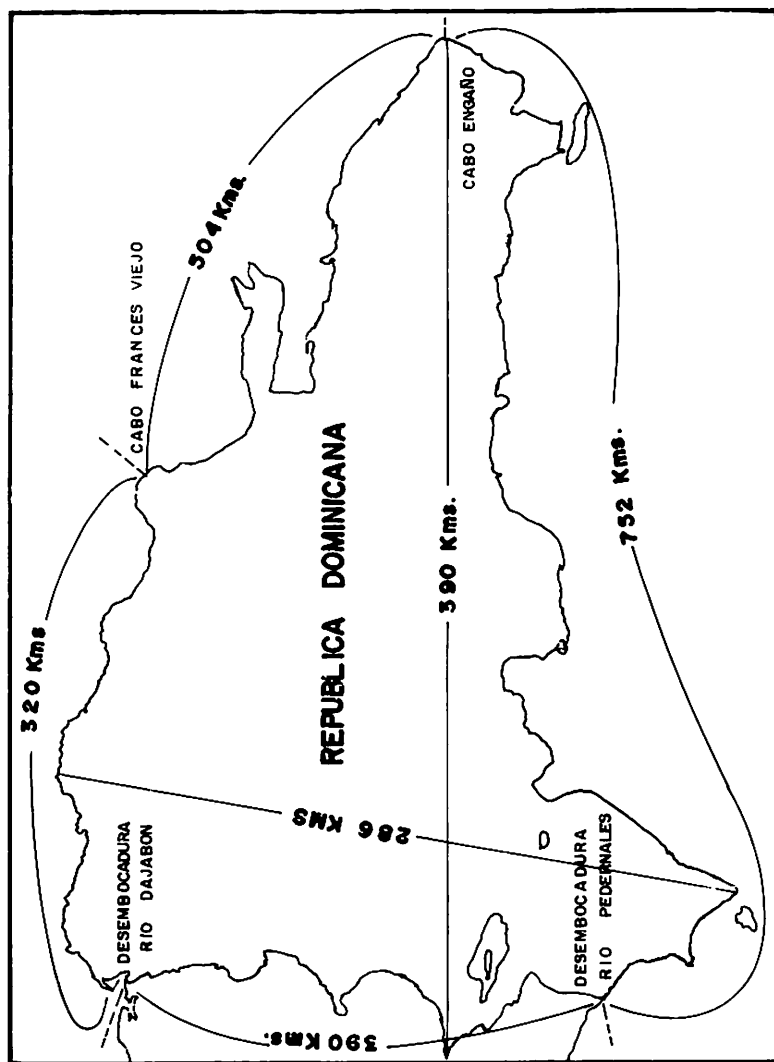 320 Kms
CABO FRANCES VIEJO
304 Kms.
DESEMBOCADURA
RIO DAJABON
REPUBLICA DOMINICANA
286 KMS
390 Kms.
CABO ENGAÑO
390 Kms.
DESEMBOCADURA
RIO PEDERNALES
752 Kms.